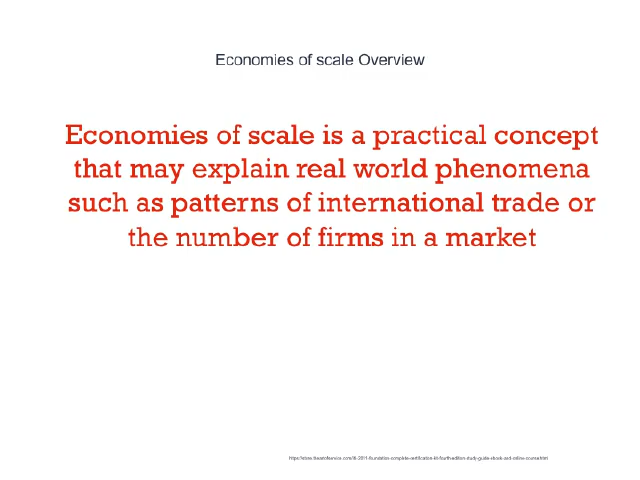 Economies of scale Overview
Economies of scale is a practical concept
that may explain real world phenomena
such as patterns of international trade or
the number of firms in a market